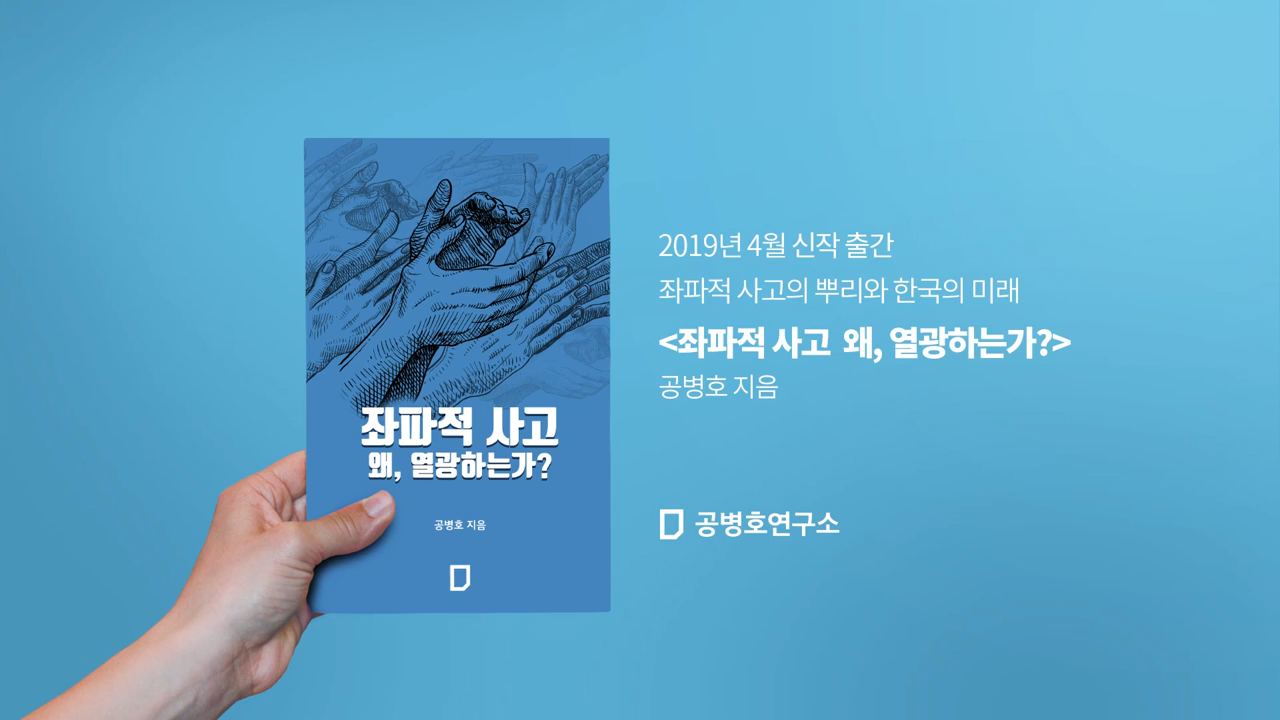 좌파적 사고
왜, 열광하는가?
공병호 지음
2019년 4월 신작 출간
좌파적 사고의 뿌리와 한국의 미래
<좌파적 사고 왜, 열광하는가?>
공병호 지음
공병호연구소